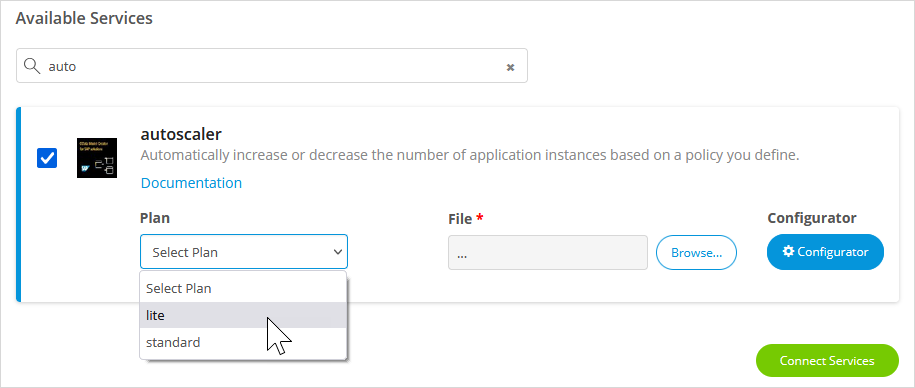 Available Services
auto
autoscaler
Automatically increase or decrease the number of application instances based on a policy you define.
Documentation
Plan
File *
Configurator
Select Plan
...
Browse...
Configurator
Select Plan
lite
standard
Connect Services